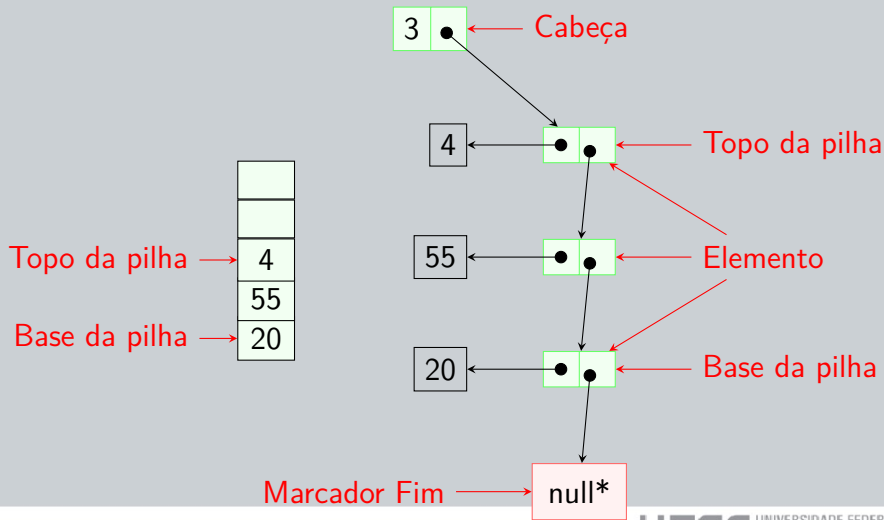 3
Cabeça
4
Topo da pilha
Topo da pilha
4
55
Elemento
55
Base da pilha
20
20
Base da pilha
Marcador Fim
null*
UNIVERSIDADE